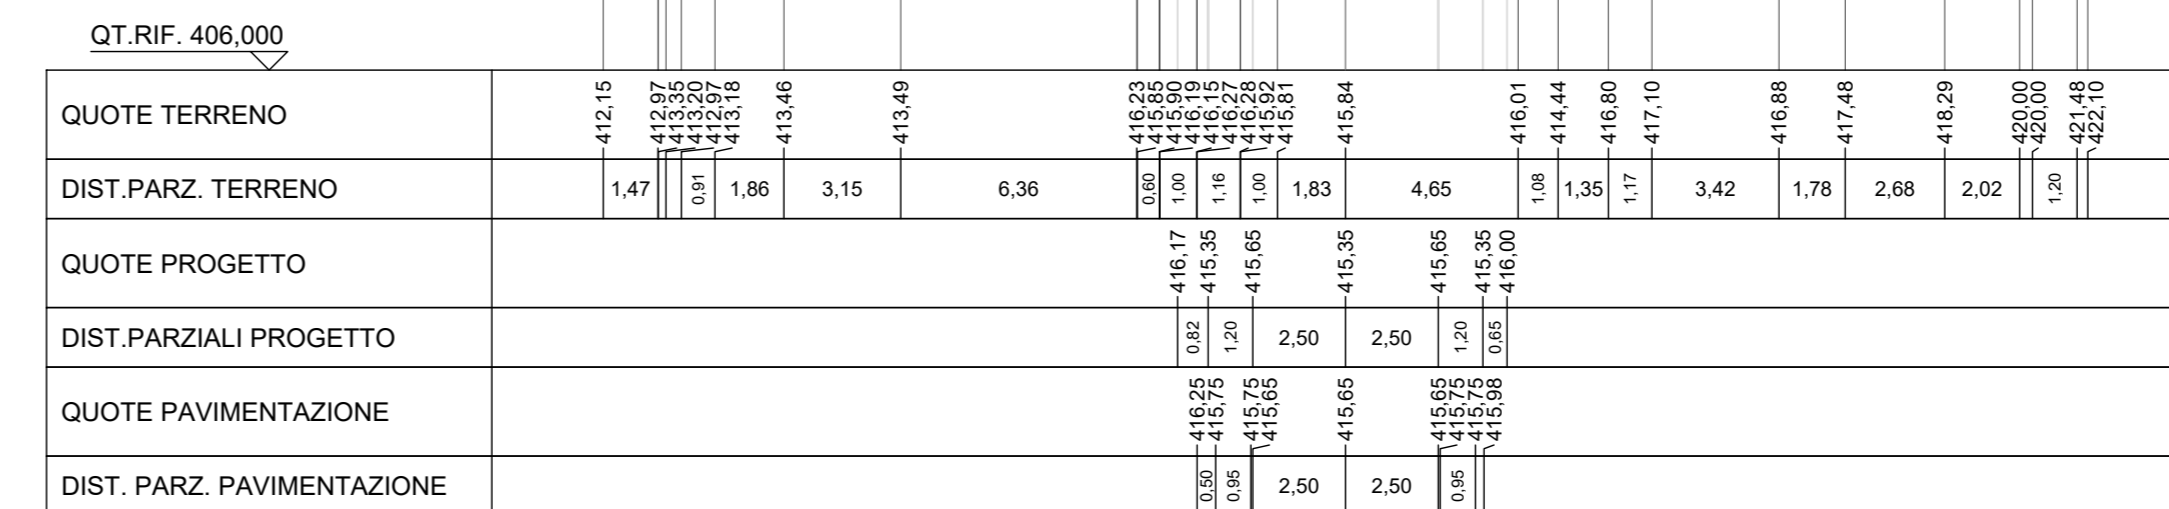 QT.RIF. 406,000
QUOTE TERRENO 412,15 412,97 413,35 413,20 412,97 413,18 413,46 413,49 416,23 415,85 415,90 416,19 416,15 416,27 416,28 415,92 415,81 415,84 416,01 414,44 416,80 417,10 416,88 417,48 418,29 420,00 420,00 421,48 422,10
DIST.PARZ. TERRENO 1,47 0,91 1,86 3,15 6,36 0,60 1,00 1,16 1,00 1,83 4,65 1,08 1,35 1,17 3,42 1,78 2,68 2,02 1,20
QUOTE PROGETTO 416,17 415,35 415,65 415,35 415,65 415,35 416,00
DIST.PARZIALI PROGETTO 0,82 1,20 2,50 2,50 1,20 0,65
QUOTE PAVIMENTAZIONE 416,25 415,75 415,75 415,65 415,65 415,65 415,75 415,75 415,98
DIST. PARZ. PAVIMENTAZIONE 0,50 0,95 2,50 2,50 0,95